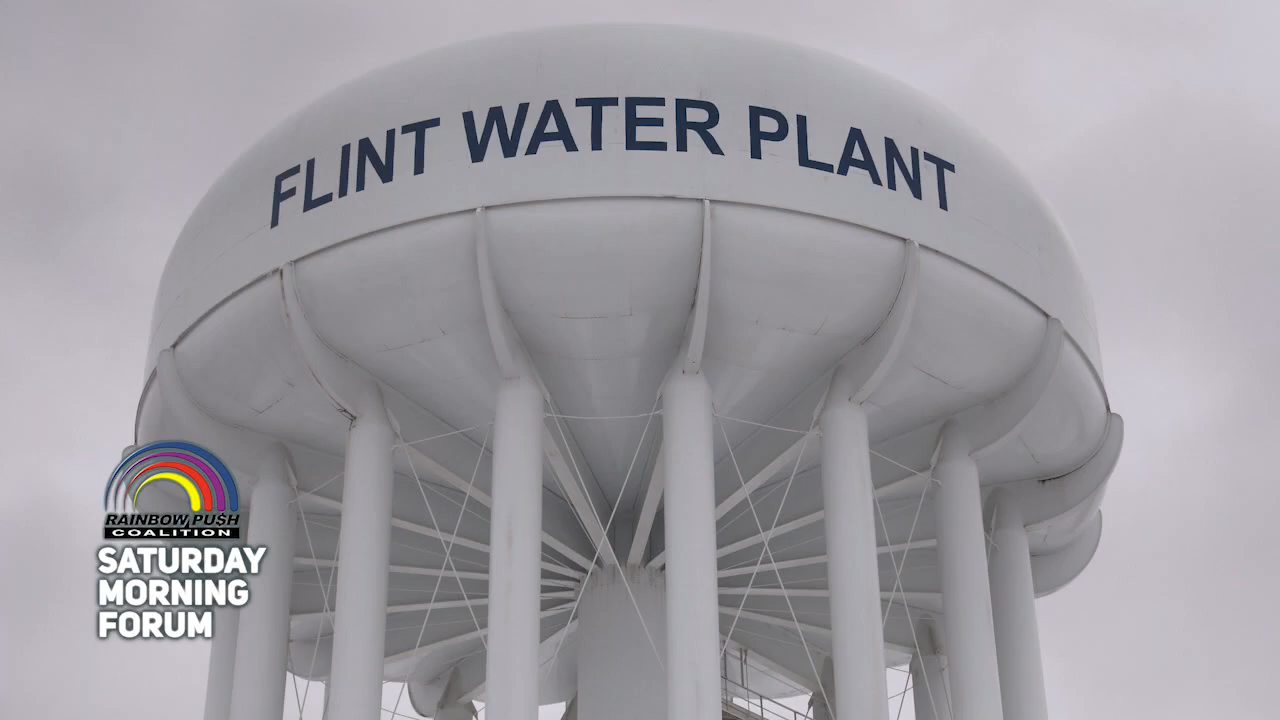 FLINT WATER PLANT
RAINBOW PUSH
COALITION
SATURDAY
MORNING
FORUM